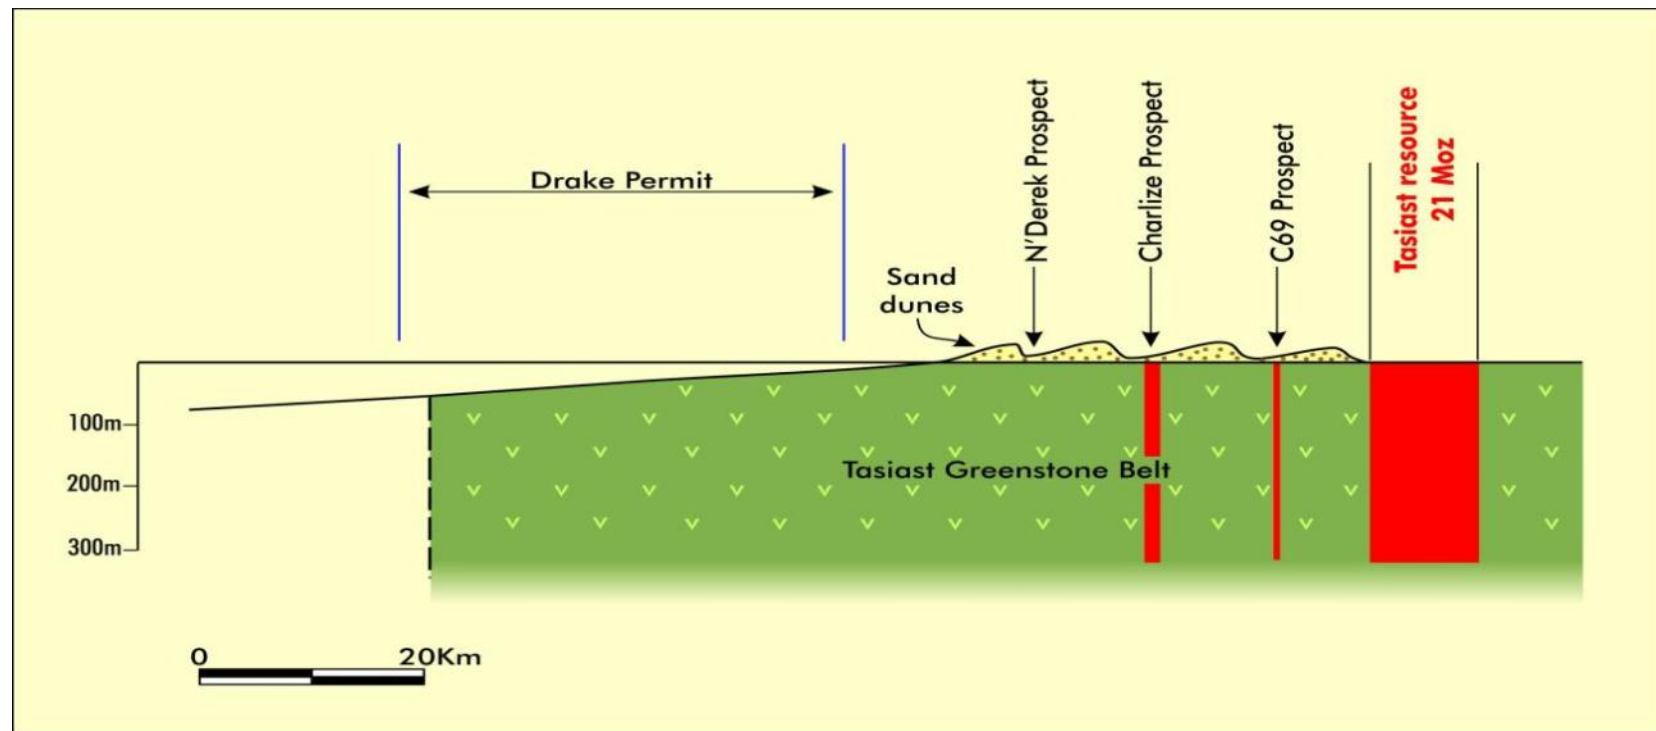 Drake Permit
Sand
dunes
N'Derek Prospect
Charlize Prospect
C69 Prospect
Tasiast resource
21 Moz
100m
200m
300m
Tasiast Greenstone Belt
0
20Km